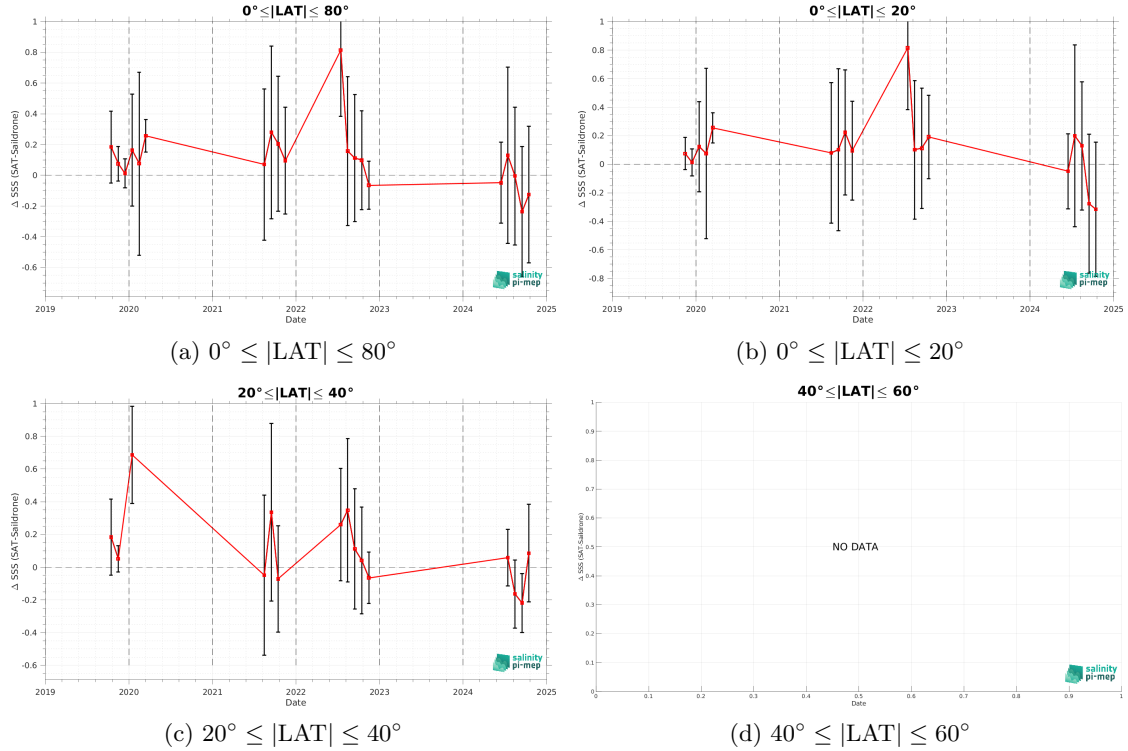 0°≤|LAT|≤ 80°
Δ SSS (SAT-Saildrone)
1
0.8
0.6
0.4
0.2
0
-0.2
-0.4
-0.6
2019 2020 2021 2022 2023 2024 2025
Date
salinity
pi-mep
(a) 0° ≤ |LAT| ≤ 80°
0°≤|LAT|≤ 20°
Δ SSS (SAT-Saildrone)
1
0.8
0.6
0.4
0.2
0
-0.2
-0.4
-0.6
-0.8
2019 2020 2021 2022 2023 2024 2025
Date
salinity
pi-mep
(b) 0° ≤ |LAT| ≤ 20°
20°≤|LAT|≤ 40°
Δ SSS (SAT-Saildrone)
1
0.8
0.6
0.4
0.2
0
-0.2
-0.4
-0.6
2019 2020 2021 2022 2023 2024 2025
Date
salinity
pi-mep
(c) 20° ≤ |LAT| ≤ 40°
40°≤|LAT|≤ 60°
Δ SSS (SAT-Saildrone)
1
0.9
0.8
0.7
0.6
0.5
0.4
0.3
0.2
0.1
0
NO DATA
0 0.1 0.2 0.3 0.4 0.5 0.6 0.7 0.8 0.9 1
Date
salinity
pi-mep
(d) 40° ≤ |LAT| ≤ 60°